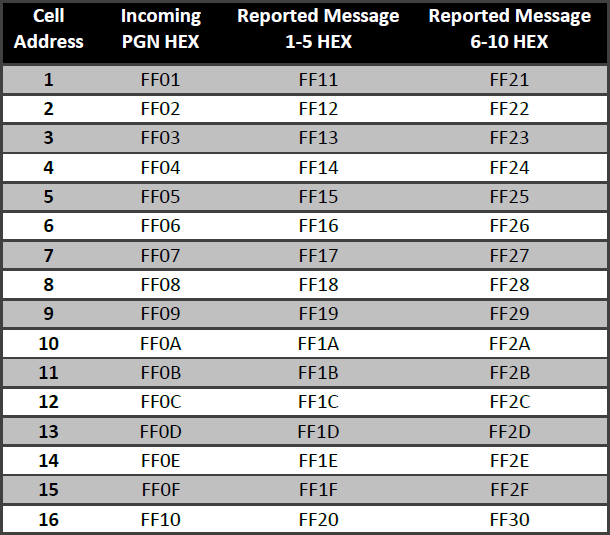 Cell Address Incoming PGN HEX Reported Message 1-5 HEX Reported Message 6-10 HEX
1 FF01 FF11 FF21
2 FF02 FF12 FF22
3 FF03 FF13 FF23
4 FF04 FF14 FF24
5 FF05 FF15 FF25
6 FF06 FF16 FF26
7 FF07 FF17 FF27
8 FF08 FF18 FF28
9 FF09 FF19 FF29
10 FF0A FF1A FF2A
11 FF0B FF1B FF2B
12 FF0C FF1C FF2C
13 FF0D FF1D FF2D
14 FF0E FF1E FF2E
15 FF0F FF1F FF2F
16 FF10 FF20 FF30